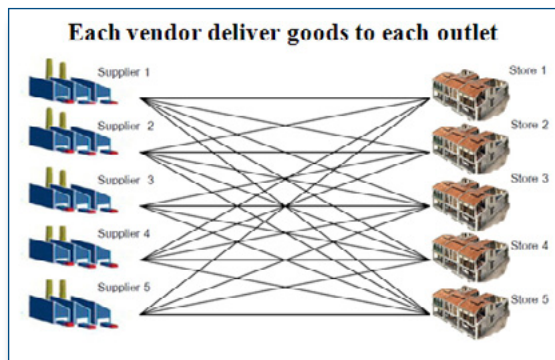 Each vendor deliver goods to each outlet
Supplier 1
Store 1
Supplier 2
Store 2
Supplier 3
Store 3
Supplier 4
Store 4
Supplier 5
Store 5